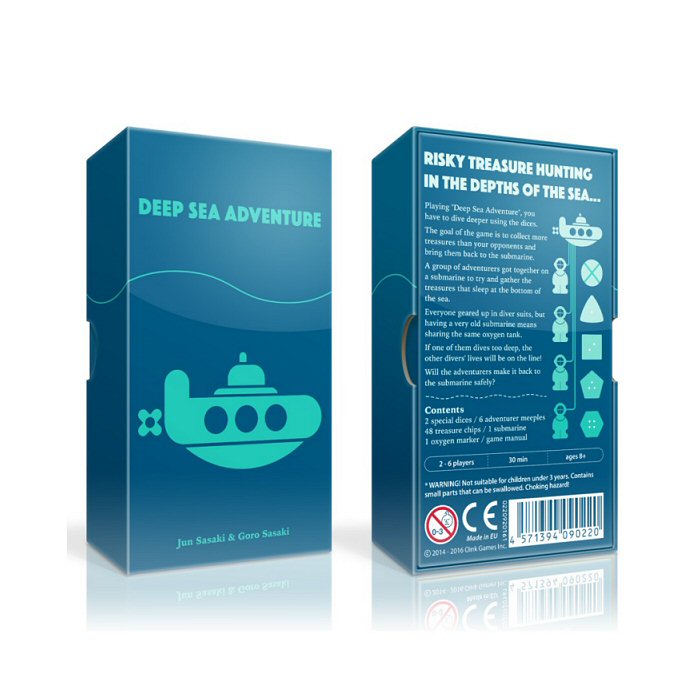 DEEP SEA ADVENTURE
Jun Sasaki & Goro Sasaki
RISKY TREASURE HUNTING
IN THE DEPTHS OF THE SEA...
Playing "Deep Sea Adventure", you
have to dive deeper using the dices.
The goal of the game is to collect more
treasures than your opponents and
bring them back to the submarine.
A group of adventurers got together on
a submarine to try and gather the
treasures that sleep at the bottom of
the sea.
Everyone geared up in diver suits, but
having a very old submarine means
sharing the same oxygen tank.
If one of them dives too deep, the
other divers' lives will be on the line!
Will the adventurers make it back to
the submarine safely?
Contents
2 special dices / 6 adventurer meeples
48 treasure chips / 1 submarine
1 oxygen marker / game manual
2 - 6 players
30 min
ages 8+
* WARNING! Not suitable for children under 3 years. Contains
small parts that can be swallowed. Choking hazard!
0-3
CE
Made in EU
4 571394 090220
© 2014 - 2016 Oink Games Inc.